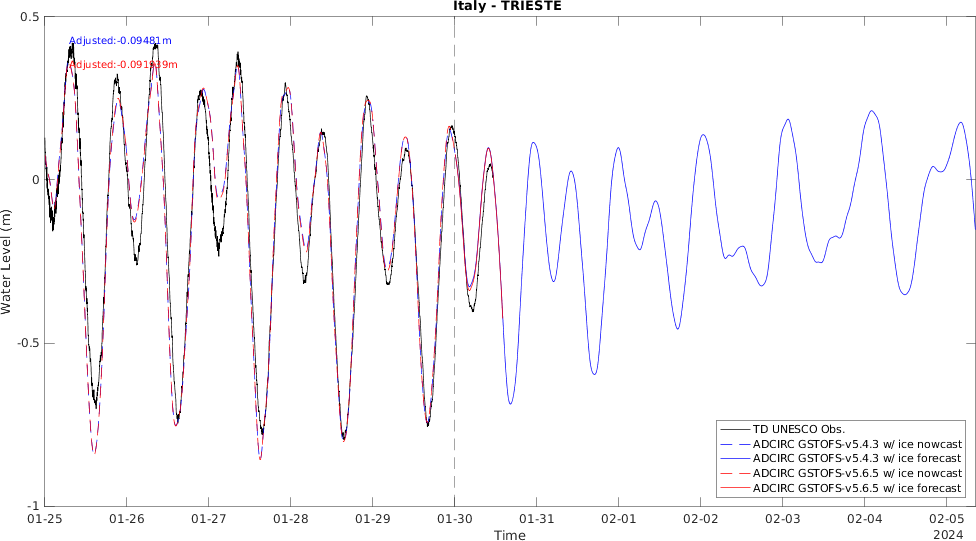 Italy - TRIESTE
Adjusted:-0.09481m
Adjusted:-0.091939m
0.5
0
-0.5
-1
Water Level (m)
01-25
01-26
01-27
01-28
01-29
01-30
01-31
02-01
02-02
02-03
02-04
02-05
2024
Time
TD UNESCO Obs.
ADCIRC GSTOFS-v5.4.3 w/ ice nowcast
ADCIRC GSTOFS-v5.4.3 w/ ice forecast
ADCIRC GSTOFS-v5.6.5 w/ ice nowcast
ADCIRC GSTOFS-v5.6.5 w/ ice forecast